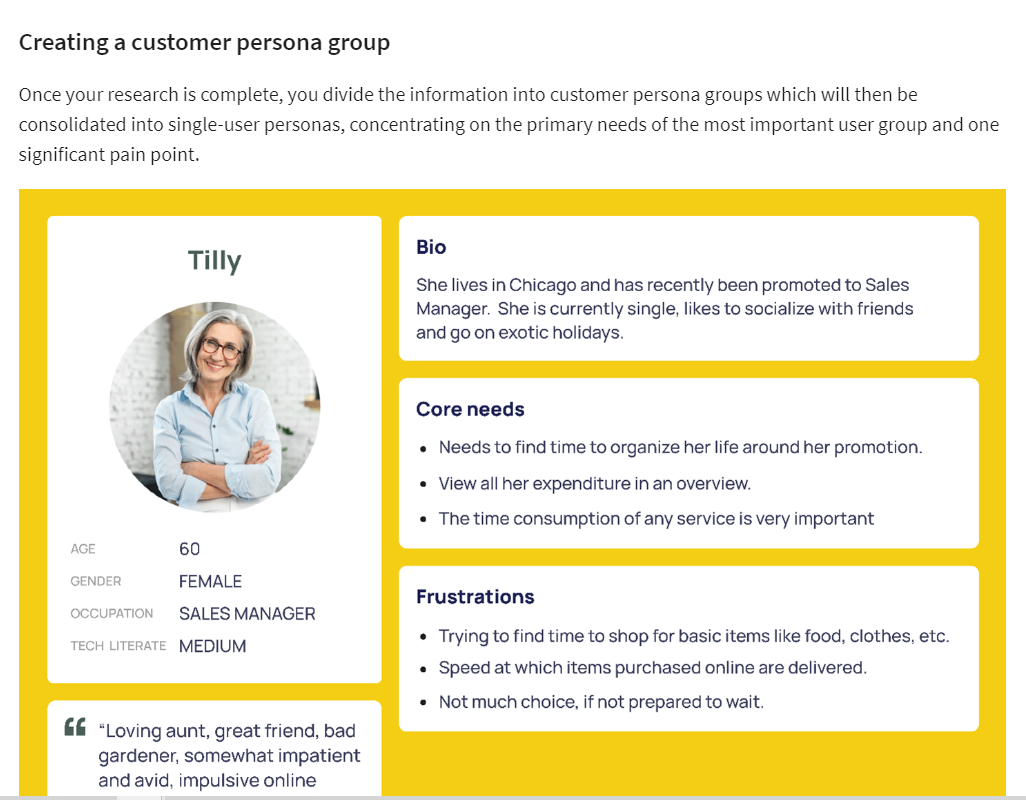 Creating a customer persona group
Once your research is complete, you divide the information into customer persona groups which will then be
consolidated into single-user personas, concentrating on the primary needs of the most important user group and one
significant pain point.
Tilly
AGE 60
GENDER FEMALE
OCCUPATION SALES MANAGER
TECH LITERATE MEDIUM
“Loving aunt, great friend, bad
gardener, somewhat impatient
and avid, impulsive online
Bio
She lives in Chicago and has recently been promoted to Sales
Manager. She is currently single, likes to socialize with friends
and go on exotic holidays.
Core needs
• Needs to find time to organize her life around her promotion.
• View all her expenditure in an overview.
• The time consumption of any service is very important
Frustrations
• Trying to find time to shop for basic items like food, clothes, etc.
• Speed at which items purchased online are delivered.
• Not much choice, if not prepared to wait.